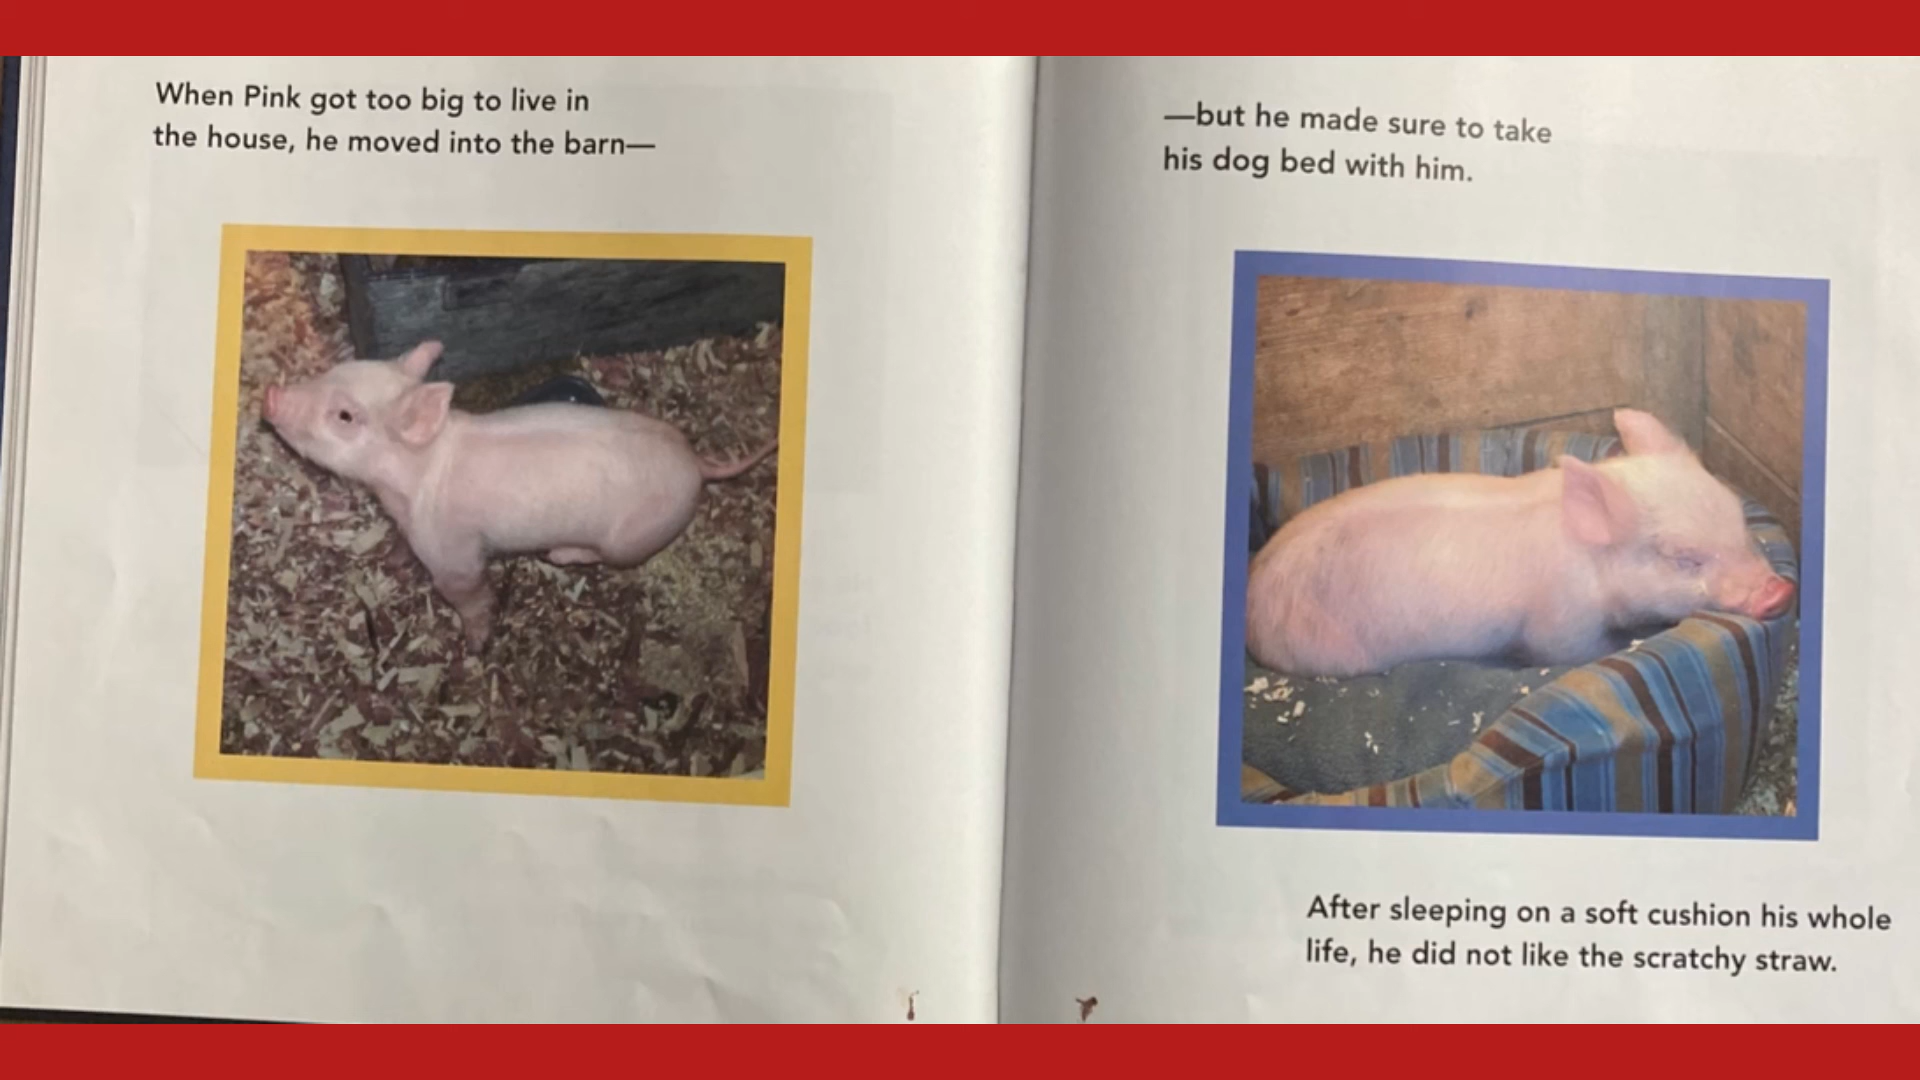 When Pink got too big to live in
the house, he moved into the barn—
—but he made sure to take
his dog bed with him.
After sleeping on a soft cushion his whole
life, he did not like the scratchy straw.